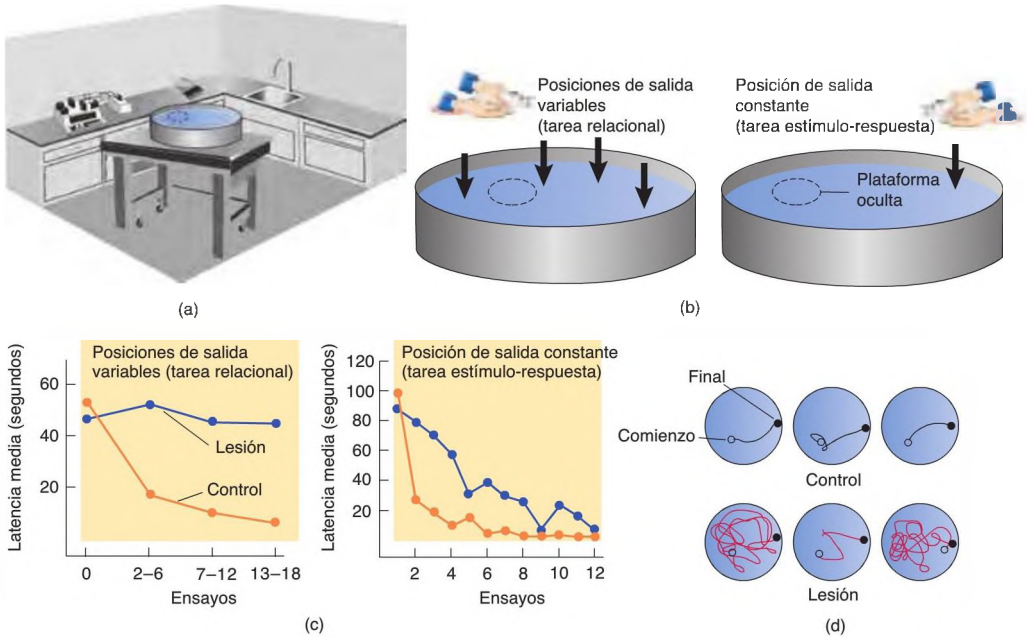 (a)
Posiciones de salida
variables
(tarea relacional)
Posición de salida
constante
(tarea estímulo-respuesta)
Plataforma
oculta
(b)
Latencia media (segundos)
Posiciones de salida
variables (tarea relacional)
60
40
20
Lesión
Control
0 2–6 7–12 13–18
Ensayos
Latencia media (segundos)
Posición de salida constante
(tarea estímulo-respuesta)
120
100
80
60
40
20
2 4 6 8 10 12
Ensayos
(c)
Final
Comienzo
Control
Lesión
(d)